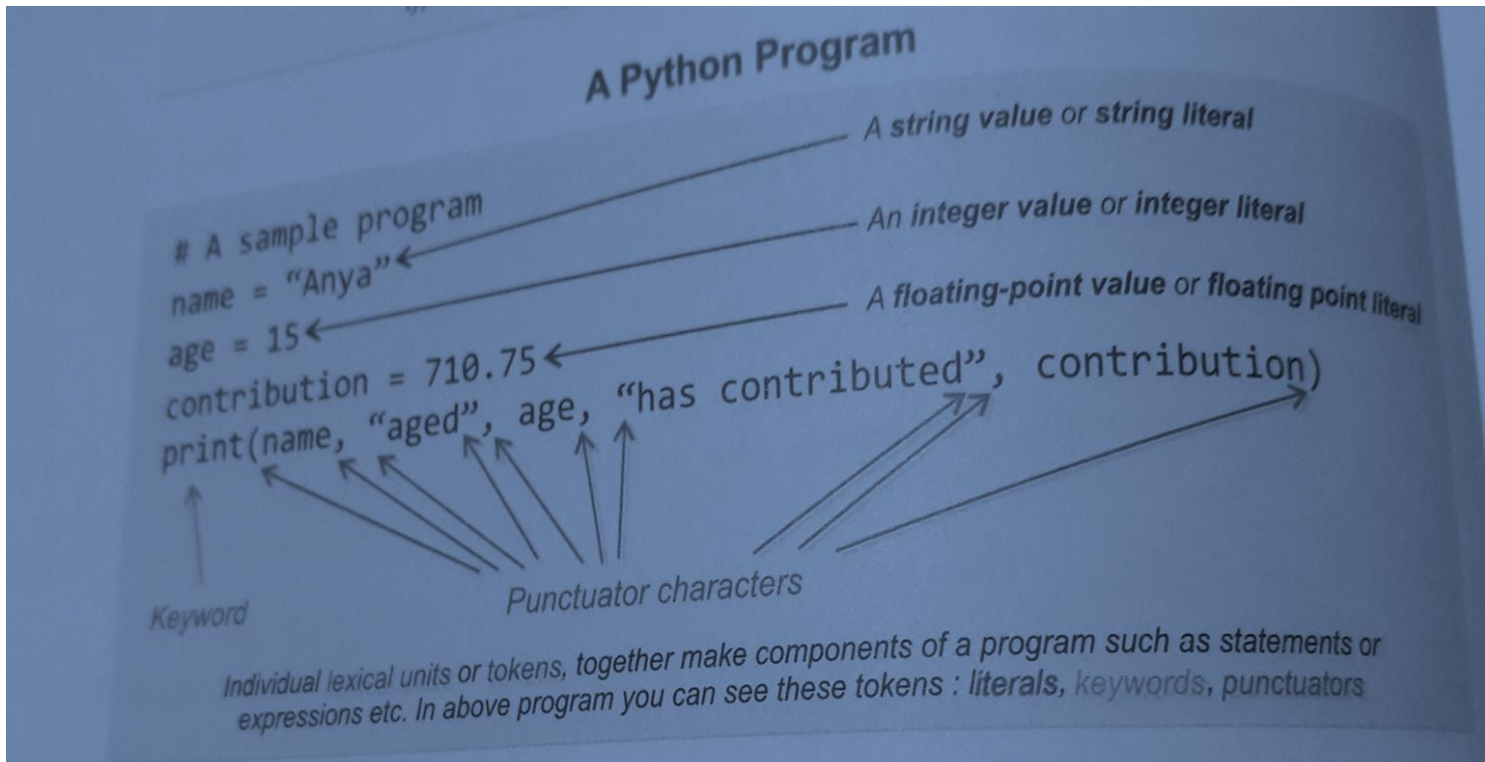 A Python Program
A string value or string literal
# A sample program
name = “Anya”
An integer value or integer literal
age = 15
A floating-point value or floating point literal
contribution = 710.75
print(name, “aged”, age, “has contributed”, contribution)
Keyword
Punctuator characters
Individual lexical units or tokens, together make components of a program such as statements or
expressions etc. In above program you can see these tokens : literals, keywords, punctuators